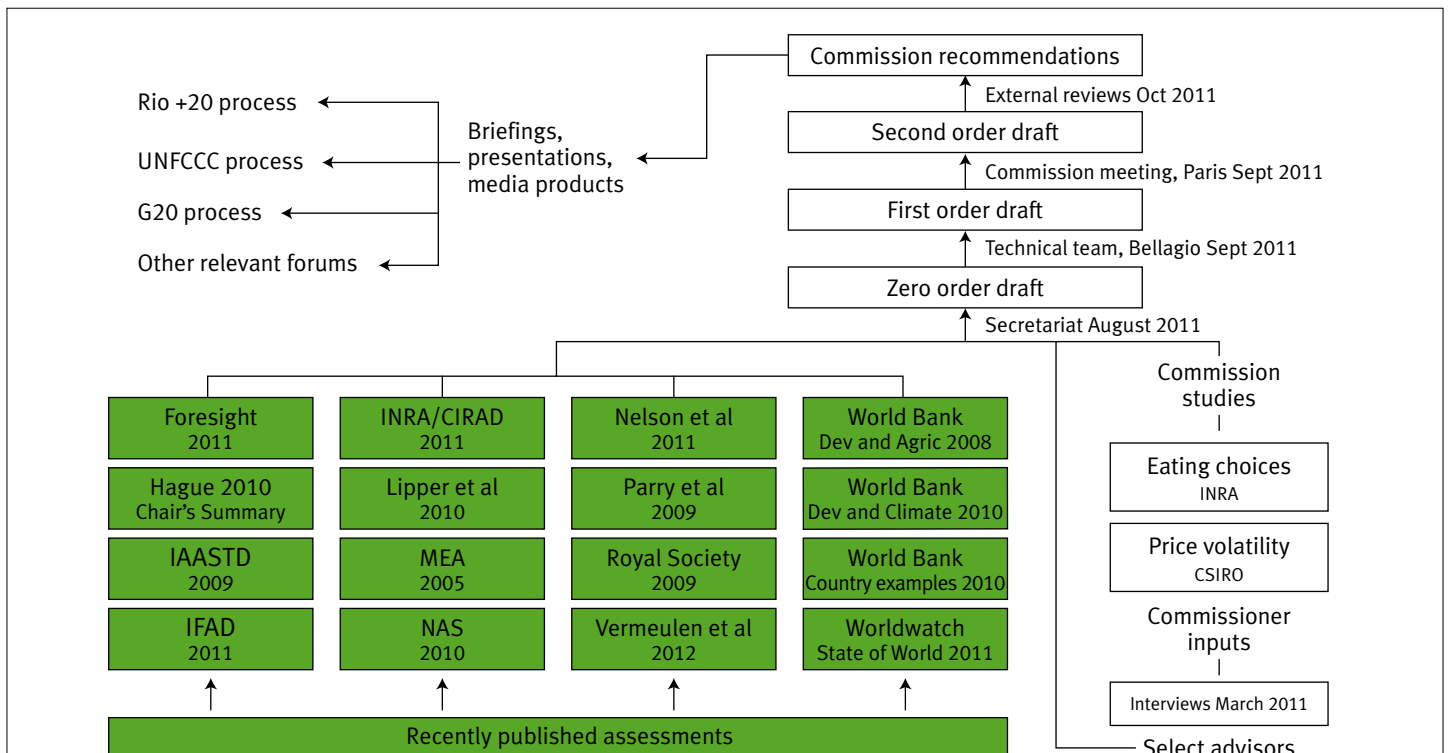 Commission recommendations
External reviews Oct 2011
Second order draft
Commission meeting, Paris Sept 2011
First order draft
Technical team, Bellagio Sept 2011
Zero order draft
Secretariat August 2011
Rio +20 process
UNFCCC process
G20 process
Other relevant forums
Briefings,
presentations,
media products
Foresight
2011
Hague 2010
Chair's Summary
IAASTD
2009
IFAD
2011
INRA/CIRAD
2011
Lipper et al
2010
MEA
2005
NAS
2010
Nelson et al
2011
Parry et al
2009
Royal Society
2009
Vermeulen et al
2012
World Bank
Dev and Agric 2008
World Bank
Dev and Climate 2010
World Bank
Country examples 2010
Worldwatch
State of World 2011
Recently published assessments
Commission
studies
Eating choices
INRA
Price volatility
CSIRO
Commissioner
inputs
Interviews March 2011
Select advisors